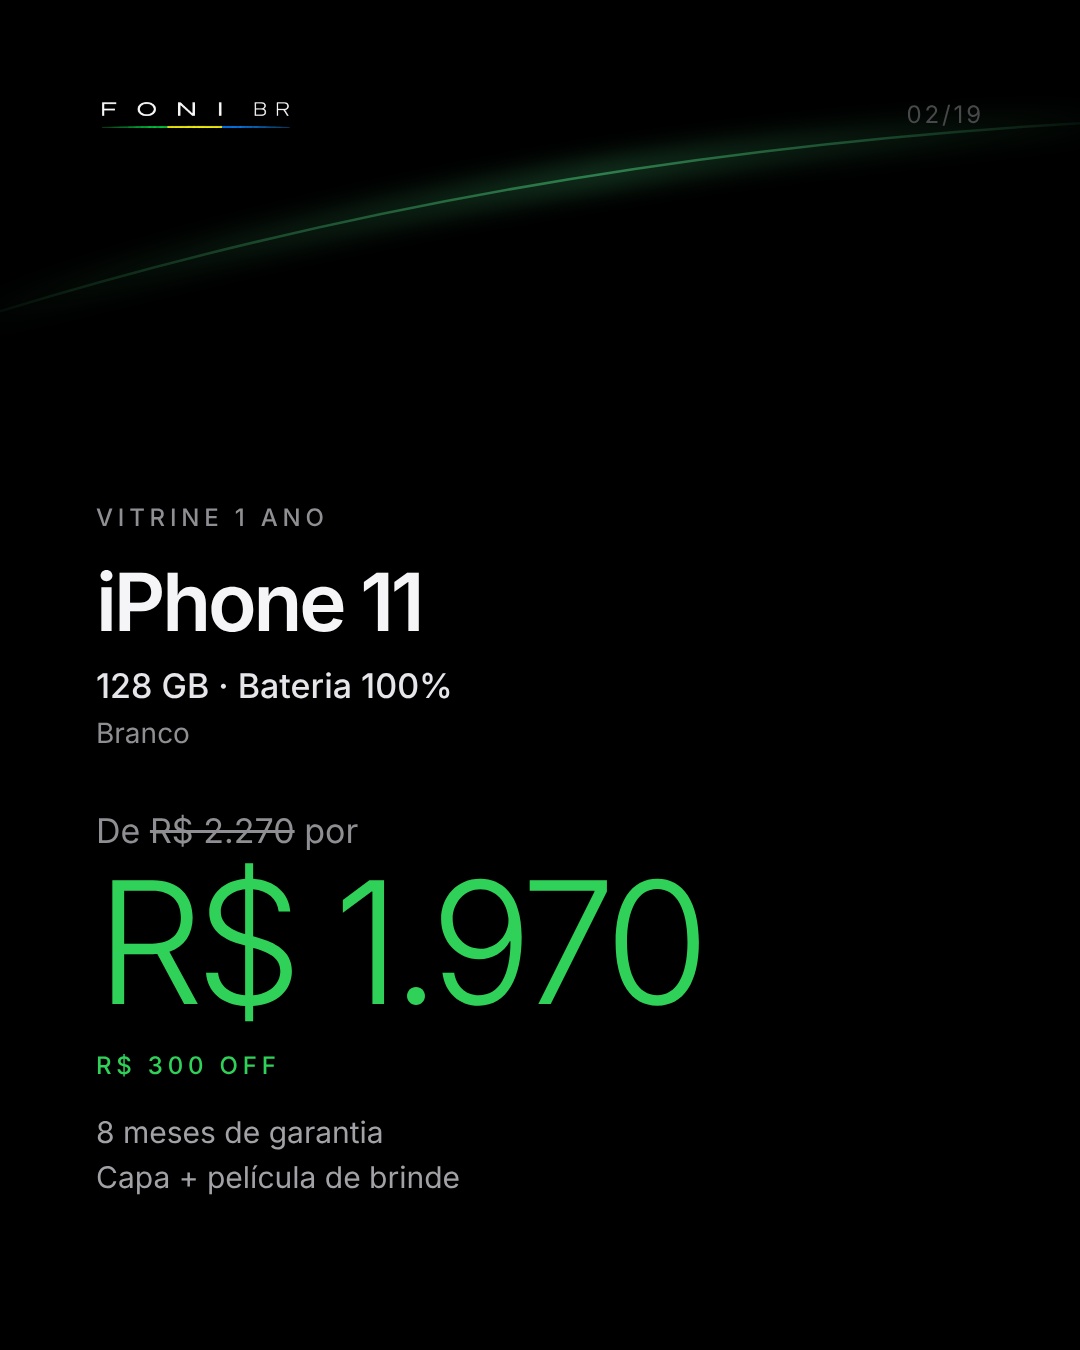 FONI BR
02/19
VITRINE 1 ANO
iPhone 11
128 GB · Bateria 100%
Branco
De R$ 2.270 por
R$ 1.970
R$ 300 OFF
8 meses de garantia
Capa + película de brinde